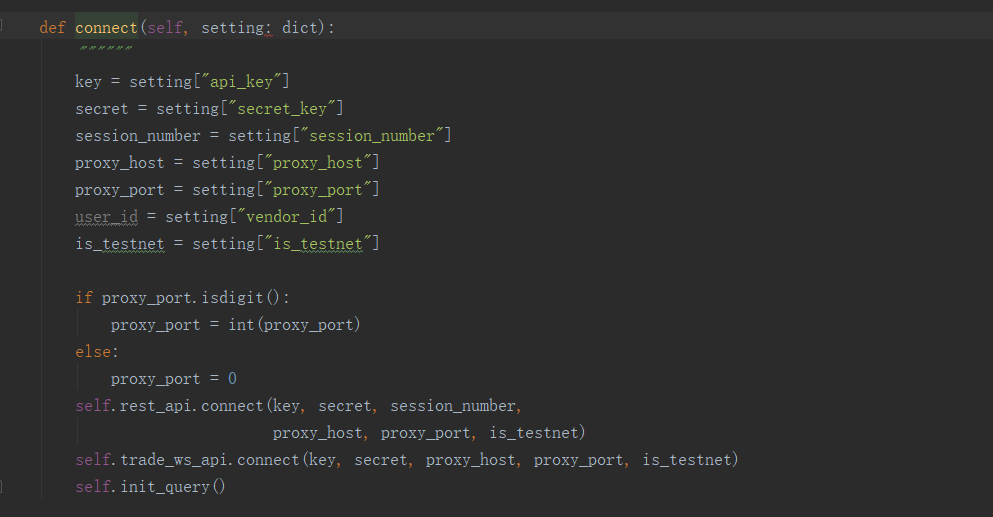 def connect(self, setting: dict):
""""""
key = setting["api_key"]
secret = setting["secret_key"]
session_number = setting["session_number"]
proxy_host = setting["proxy_host"]
proxy_port = setting["proxy_port"]
user_id = setting["vendor_id"]
is_testnet = setting["is_testnet"]
if proxy_port.isdigit():
proxy_port = int(proxy_port)
else:
proxy_port = 0
self.rest_api.connect(key, secret, session_number,
proxy_host, proxy_port, is_testnet)
self.trade_ws_api.connect(key, secret, proxy_host, proxy_port, is_testnet)
self.init_query()